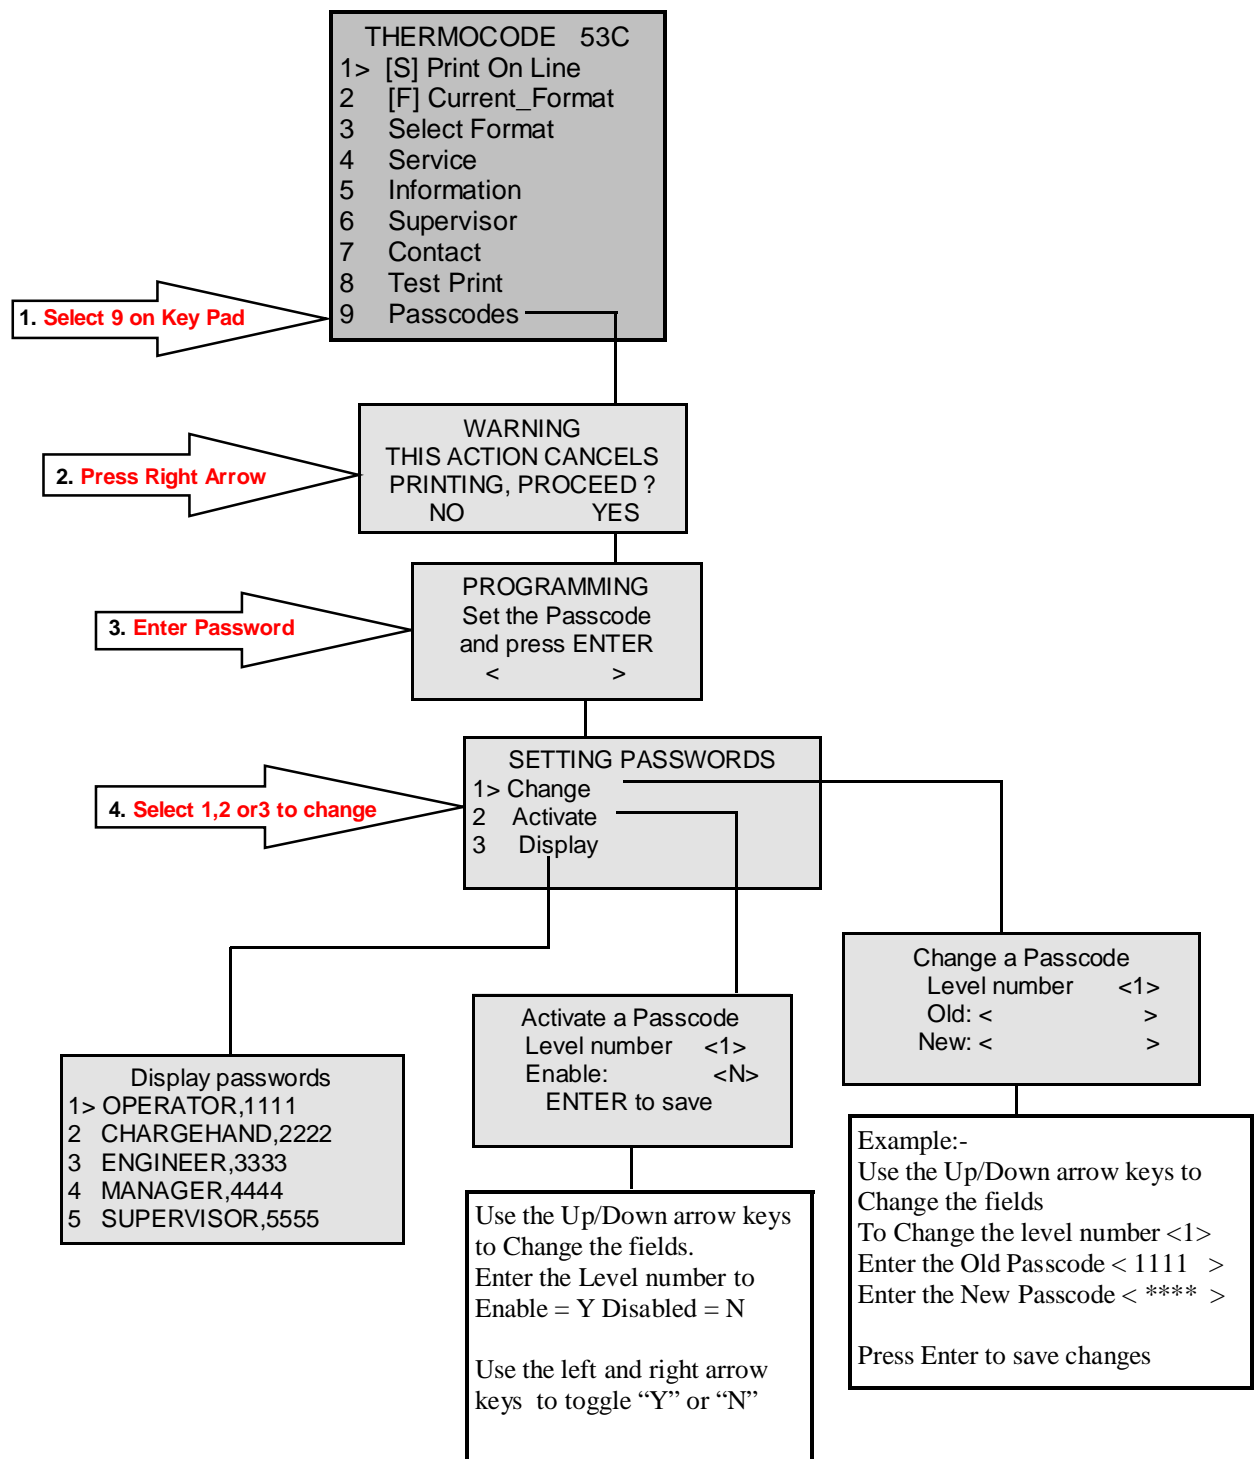 THERMOCODE 53C
1> [S] Print On Line
2 [F] Current_Format
3 Select Format
4 Service
5 Information
6 Supervisor
7 Contact
8 Test Print
9 Passcodes
1. Select 9 on Key Pad
WARNING
THIS ACTION CANCELS
PRINTING, PROCEED ?
NO YES
2. Press Right Arrow
PROGRAMMING
Set the Passcode
and press ENTER
< >
3. Enter Password
SETTING PASSWORDS
1> Change
2 Activate
3 Display
4. Select 1,2 or3 to change
Display passwords
1> OPERATOR,1111
2 CHARGEHAND,2222
3 ENGINEER,3333
4 MANAGER,4444
5 SUPERVISOR,5555
Activate a Passcode
Level number <1>
Enable: <N>
ENTER to save
Use the Up/Down arrow keys
to Change the fields.
Enter the Level number to
Enable = Y Disabled = N
Use the left and right arrow
keys to toggle “Y” or “N”
Change a Passcode
Level number <1>
Old: < >
New: < >
Example:-
Use the Up/Down arrow keys to
Change the fields
To Change the level number <1>
Enter the Old Passcode < 1111 >
Enter the New Passcode < **** >
Press Enter to save changes